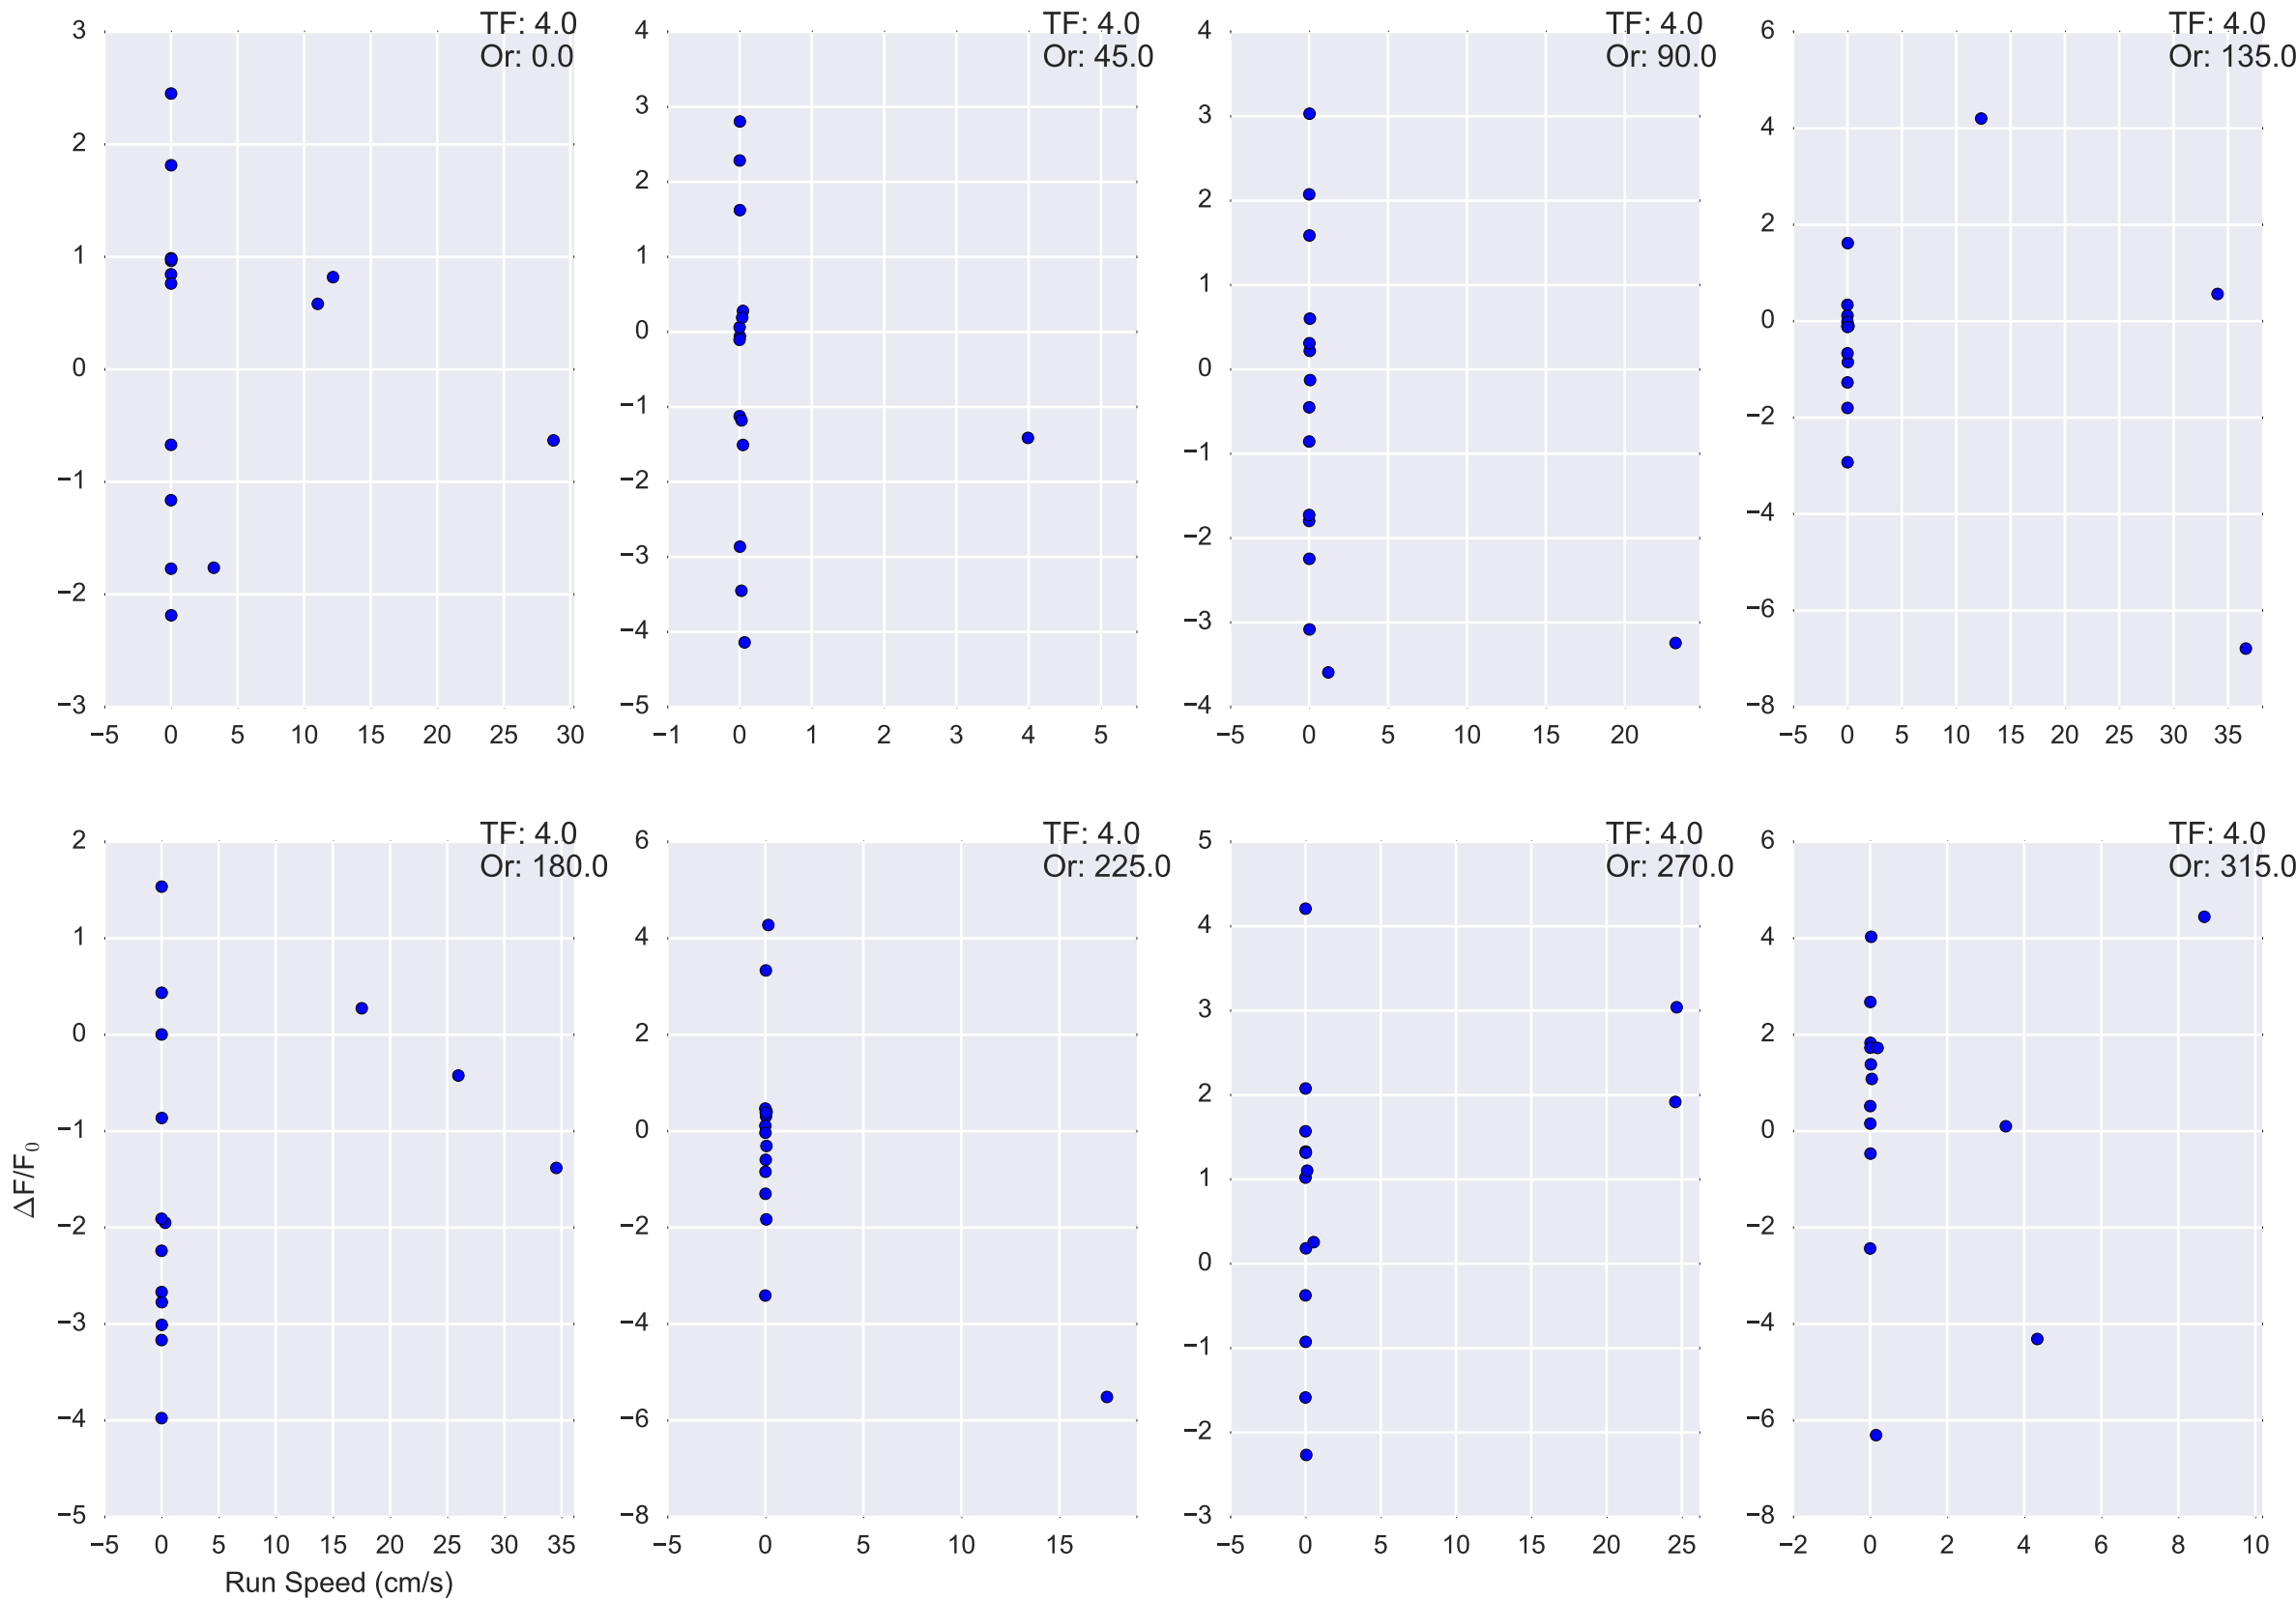 TF: 4.0
Or: 0.0
3
2
1
0
−1
−2
−3
−5 0 5 10 15 20 25 30
TF: 4.0
Or: 45.0
4
3
2
1
0
−1
−2
−3
−4
−5
−1 0 1 2 3 4 5
TF: 4.0
Or: 90.0
4
3
2
1
0
−1
−2
−3
−4
−5 0 5 10 15 20
TF: 4.0
Or: 135.0
6
4
2
0
−2
−4
−6
−8
−5 0 5 10 15 20 25 30 35
TF: 4.0
Or: 180.0
2
1
0
−1
−2
−3
−4
−5
−5 0 5 10 15 20 25 30 35
Run Speed (cm/s)
ΔF/F₀
TF: 4.0
Or: 225.0
6
4
2
0
−2
−4
−6
−8
−5 0 5 10 15
TF: 4.0
Or: 270.0
5
4
3
2
1
0
−1
−2
−3
−5 0 5 10 15 20 25
TF: 4.0
Or: 315.0
6
4
2
0
−2
−4
−6
−8
−2 0 2 4 6 8 10